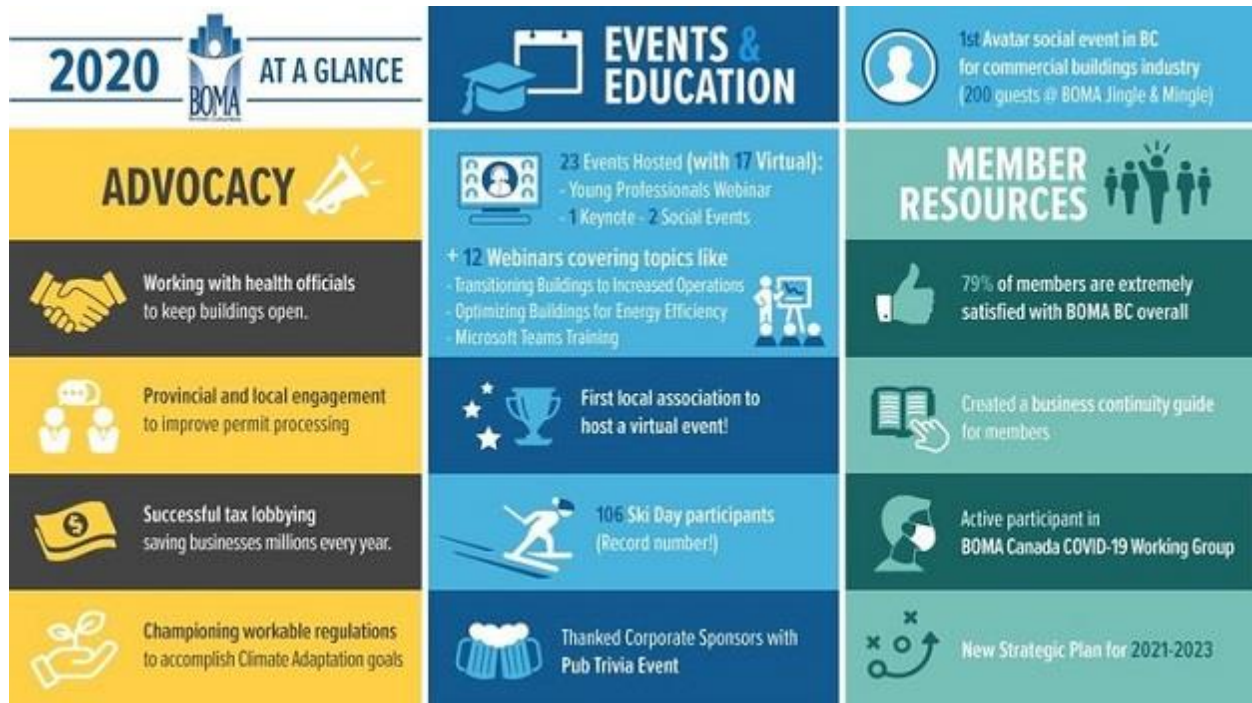 2020
BOMA
British Columbia
AT A GLANCE
ADVOCACY
Working with health officials
to keep buildings open.
Provincial and local engagement
to improve permit processing
Successful tax lobbying
saving businesses millions every year.
Championing workable regulations
to accomplish Climate Adaptation goals
EVENTS &
EDUCATION
23 Events Hosted (with 17 Virtual):
- Young Professionals Webinar
- 1 Keynote - 2 Social Events
+ 12 Webinars covering topics like
- Transitioning Buildings to Increased Operations
- Optimizing Buildings for Energy Efficiency
- Microsoft Teams Training
First local association to
host a virtual event!
106 Ski Day participants
(Record number!)
Thanked Corporate Sponsors with
Pub Trivia Event
1st Avatar social event in BC
for commercial buildings industry
(200 guests @ BOMA Jingle & Mingle)
MEMBER
RESOURCES
79% of members are extremely
satisfied with BOMA BC overall
Created a business continuity guide
for members
Active participant in
BOMA Canada COVID-19 Working Group
New Strategic Plan for 2021-2023